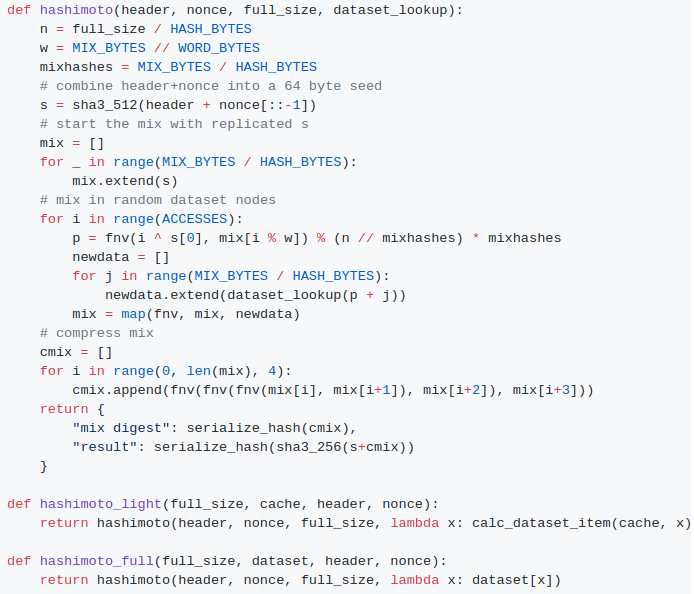 def hashimoto(header, nonce, full_size, dataset_lookup):
    n = full_size / HASH_BYTES
    w = MIX_BYTES // WORD_BYTES
    mixhashes = MIX_BYTES / HASH_BYTES
    # combine header+nonce into a 64 byte seed
    s = sha3_512(header + nonce[::-1])
    # start the mix with replicated s
    mix = []
    for _ in range(MIX_BYTES / HASH_BYTES):
        mix.extend(s)
    # mix in random dataset nodes
    for i in range(ACCESSES):
        p = fnv(i ^ s[0], mix[i % w]) % (n // mixhashes) * mixhashes
        newdata = []
        for j in range(MIX_BYTES / HASH_BYTES):
            newdata.extend(dataset_lookup(p + j))
        mix = map(fnv, mix, newdata)
    # compress mix
    cmix = []
    for i in range(0, len(mix), 4):
        cmix.append(fnv(fnv(fnv(mix[i], mix[i+1]), mix[i+2]), mix[i+3]))
    return {
        "mix digest": serialize_hash(cmix),
        "result": serialize_hash(sha3_256(s+cmix))
    }

def hashimoto_light(full_size, cache, header, nonce):
    return hashimoto(header, nonce, full_size, lambda x: calc_dataset_item(cache, x)

def hashimoto_full(full_size, dataset, header, nonce):
    return hashimoto(header, nonce, full_size, lambda x: dataset[x])